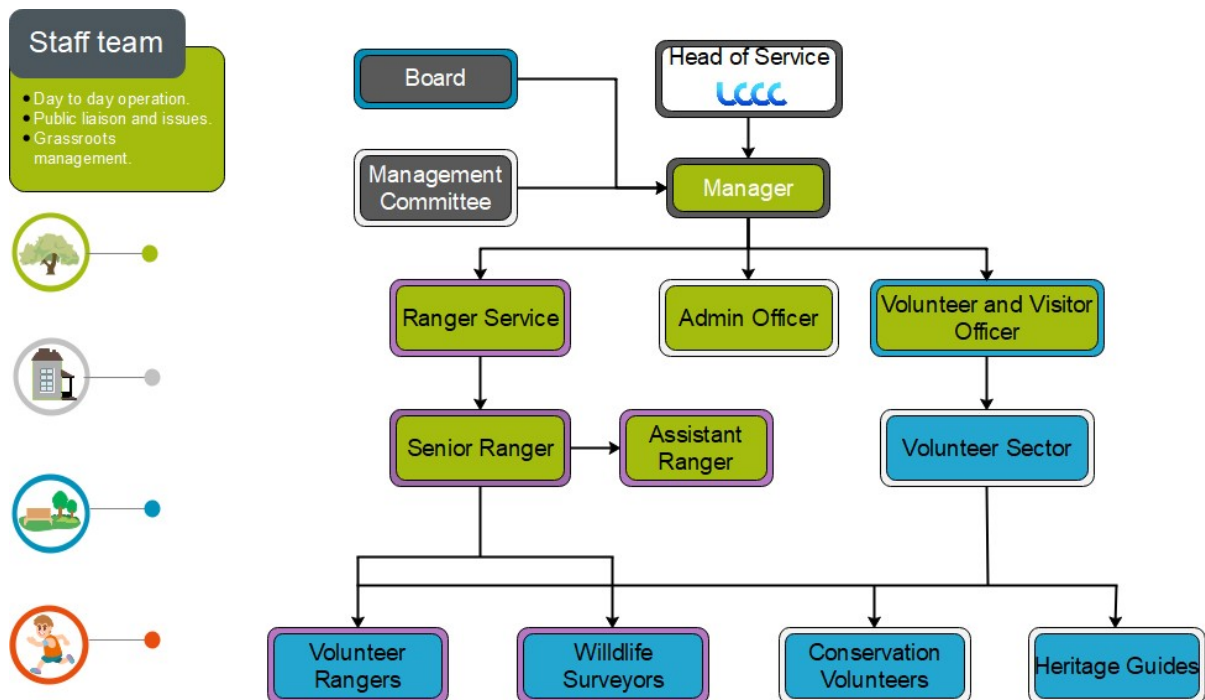 Staff team
Day to day operation.
Public liaison and issues.
Grassroots
management.
Board
Head of Service
LCCC
Management
Committee
Manager
Ranger Service
Admin Officer
Volunteer and Visitor
Officer
Senior Ranger
Assistant
Ranger
Volunteer Sector
Volunteer
Rangers
Willdlife
Surveyors
Conservation
Volunteers
Heritage Guides